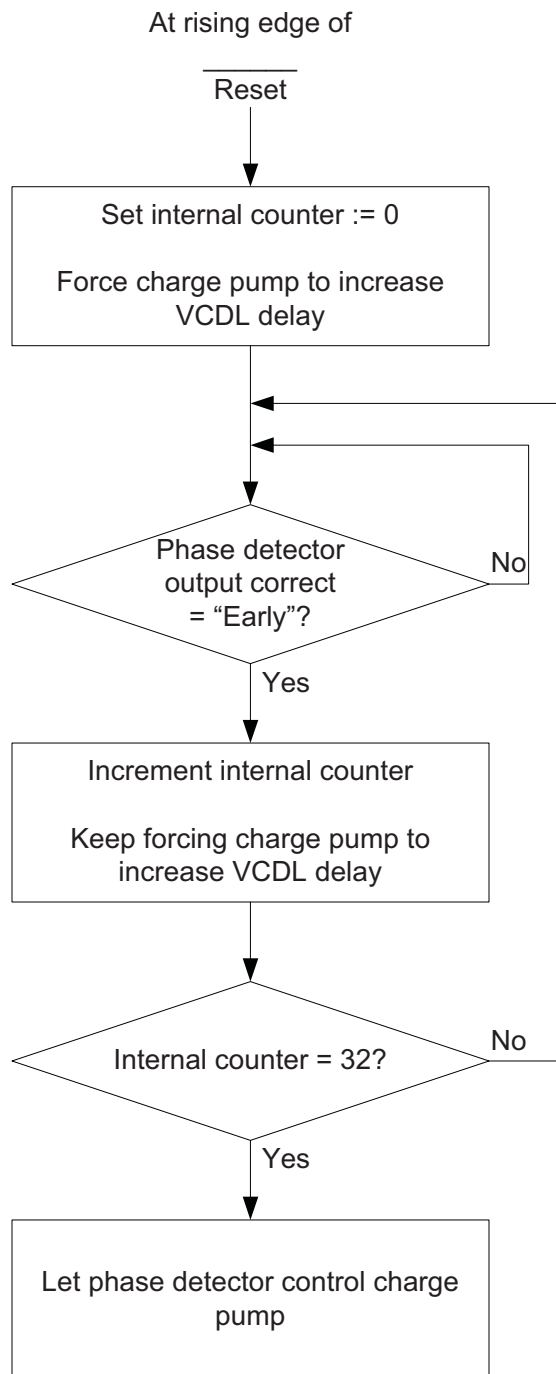 At rising edge of
Reset
Set internal counter := 0
Force charge pump to increase
VCDL delay
Phase detector
output correct
= “Early”?
No
Yes
Increment internal counter
Keep forcing charge pump to
increase VCDL delay
Internal counter = 32?
No
Yes
Let phase detector control charge
pump